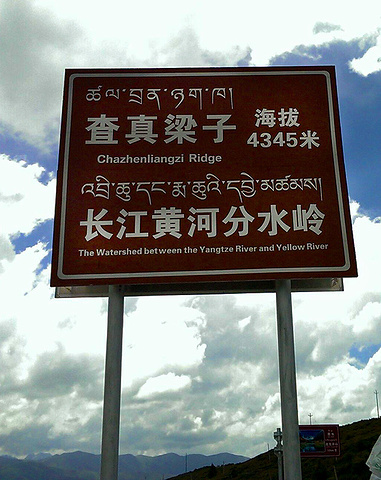 ཚལ་བྲན་ཉག་ཁ།
查真梁子 海拔
4345米
Chazhenliangzi Ridge
འབྲི་ཆུ་དང་རྨ་ཆུའི་དབྱེ་མཚམས།
长江黄河分水岭
The Watershed between the Yangtze River and Yellow River